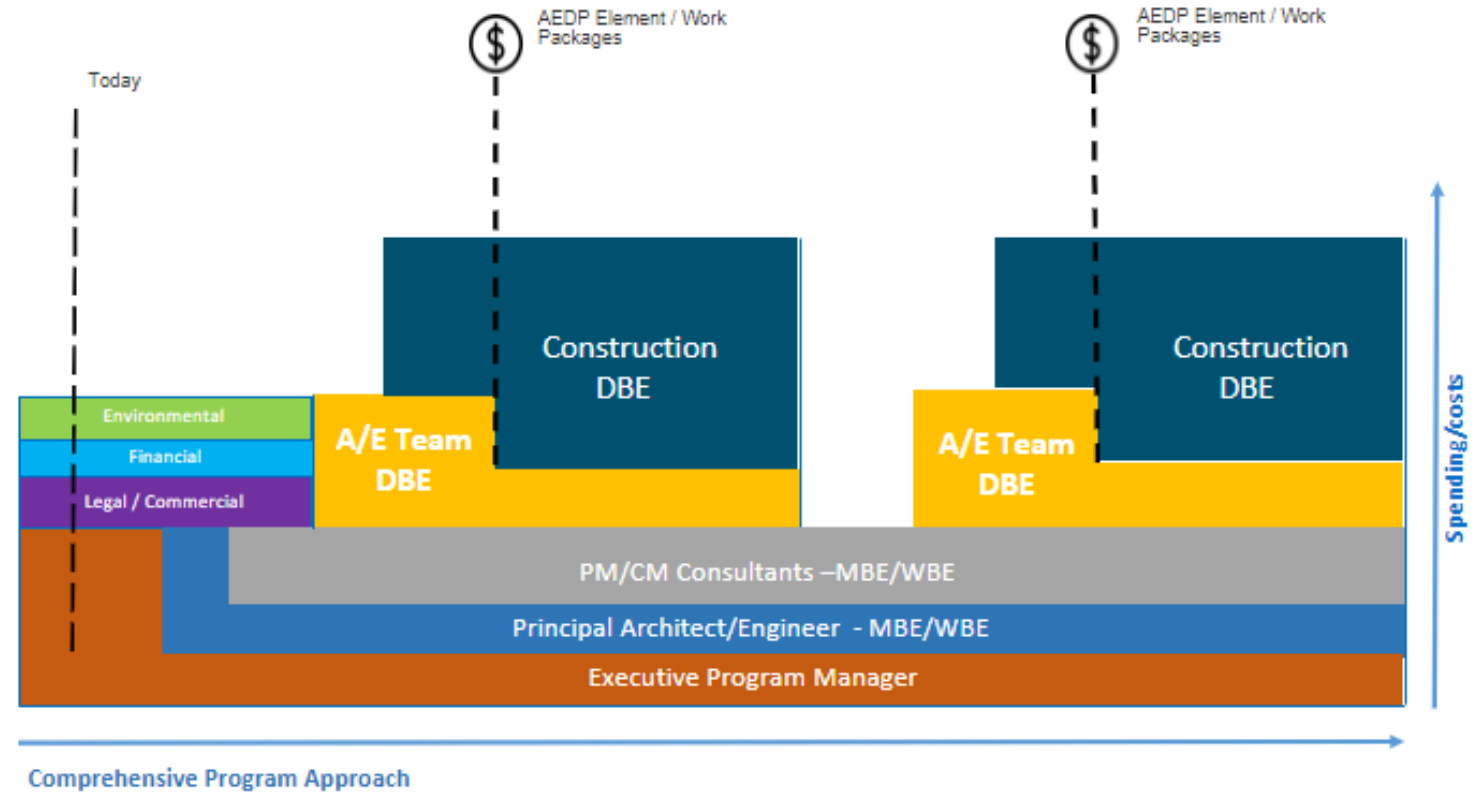 AEDP Element / Work
Packages
AEDP Element / Work
Packages
Today
$
$
Construction
DBE
Construction
DBE
Environmental
Financial
Legal / Commercial
A/E Team
DBE
A/E Team
DBE
PM/CM Consultants –MBE/WBE
Principal Architect/Engineer - MBE/WBE
Executive Program Manager
Spending/costs
Comprehensive Program Approach